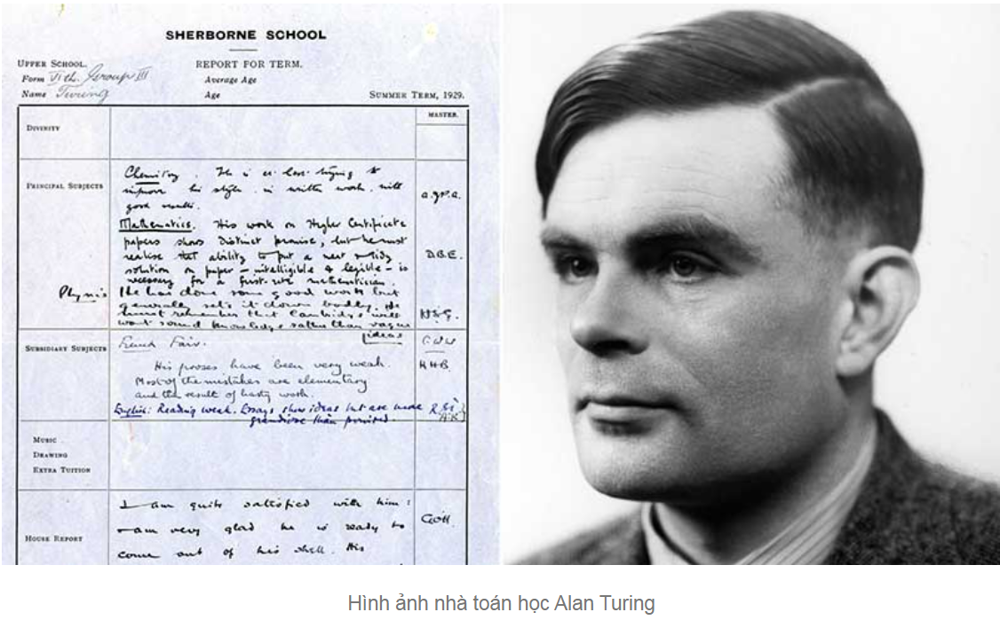 SHERBORNE SCHOOL
UPPER SCHOOL.
REPORT FOR TERM.
Form VIth. Group III
Average Age
Name Turing
Age
SUMMER TERM, 1929.
MASTER.
DIVINITY
PRINCIPAL SUBJECTS
Chemistry. He is at last trying to
improve his style in written work with
good results.
A.J.P.A.
Mathematics. His work on Higher Certificate
papers shows distinct promise, but he must
realise that ability to put a neat & tidy
solution on paper – intelligible & legible – is
necessary for a first-rate mathematician.
D.B.E.
Physics He has done some good work but
generally sets it down badly. He
must remember that Cambridge will
want sound knowledge rather than vague
ideas
H.S.G.
SUBSIDIARY SUBJECTS
French Fair.
His proses have been very weak.
Most of the mistakes are elementary
and the result of hasty work.
English: Reading weak. Essays show ideas but are more
grandiose than
MUSIC
DRAWING
EXTRA TUITION
HOUSE REPORT
I am quite satisfied with him:
I am very glad he is ready to
come out of his shell. His
Hình ảnh nhà toán học Alan Turing